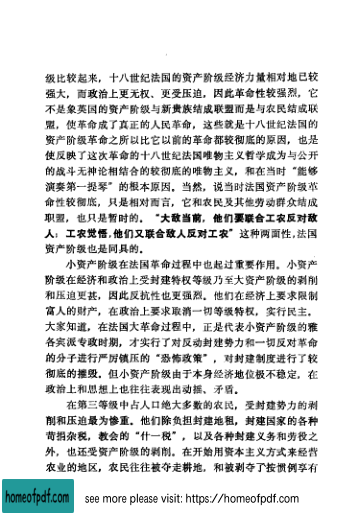 级比较起来，十八世纪法国的资产阶级经济力量相对地已较
强大，而政治上更无权、更受压迫，因此革命性较强烈，它
不是象英国的资产阶级与新贵族结成联盟而是与农民结成联
盟，使革命成了真正的人民革命，这些就是十八世纪法国的
资产阶级革命之所以比它以前的革命都较彻底的原因，也是
使反映了这次革命的十八世纪法国唯物主义哲学成为与公开
的战斗无神论相结合的较彻底的唯物主义，和在当时“能够
演奏第一提琴”的根本原因。当然，说当时法国资产阶级革
命性较彻底，只是相对而言，它和农民及其他劳动群众结成
联盟，也只是暂时的。“大敌当前，他们要联合工农反对敌
人；工农觉悟，他们又联合敌人反对工农”这种两面性，法国
资产阶级也是同具的。
小资产阶级在法国革命过程中也起过重要作用。小资产
阶级在经济和政治上受封建特权等级乃至大资产阶级的剥削
和压迫更甚，因此反抗性也更强烈。他们在经济上要求限制
富人的财产，在政治上要求取消一切等级特权，实行民主。
大家知道，在法国大革命过程中，正是代表小资产阶级的雅
各宾派专政时期，才实行了对反动封建势力和一切反对革命
的分子进行严厉镇压的“恐怖政策”，对封建制度进行了较
彻底的摧毁。但小资产阶级由于本身经济地位极不稳定，在
政治上和思想上也往往表现出动摇、矛盾。
在第三等级中占人口绝大多数的农民，受封建势力的剥
削和压迫最为惨重。他们除负担封建地租，封建国家的各种
苛捐杂税，教会的“什一税”，以及各种封建义务和劳役之
外，也还受资产阶级的剥削。在开始用资本主义方式来经营
农业的地区，农民往往被夺走耕地，和被剥夺了按惯例享有
homeofpdf.com
see more please visit: https://homeofpdf.com